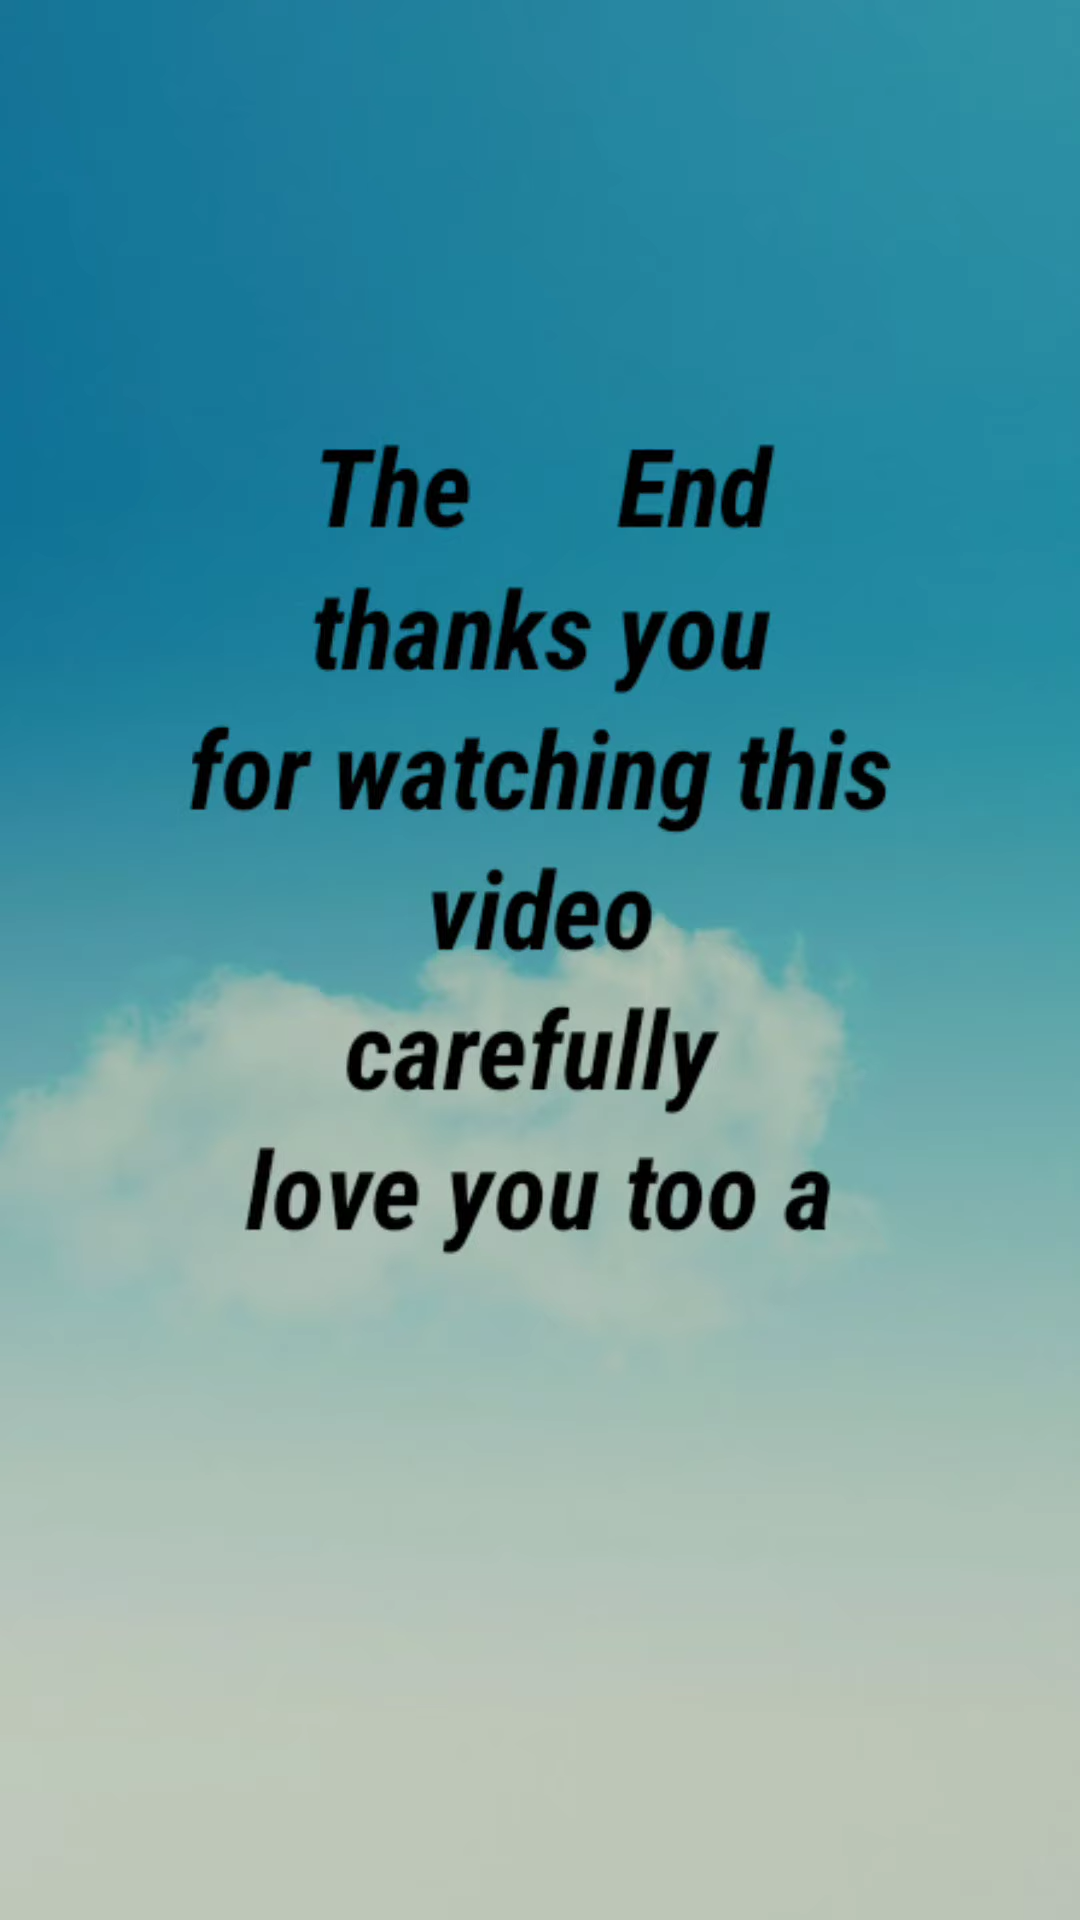 The End
thanks you
for watching this
video
carefully
love you too a